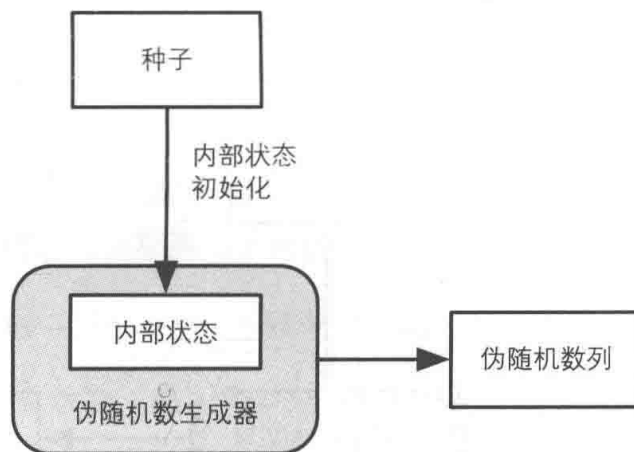 种子
内部状态
初始化
内部状态
伪随机数生成器
伪随机数列